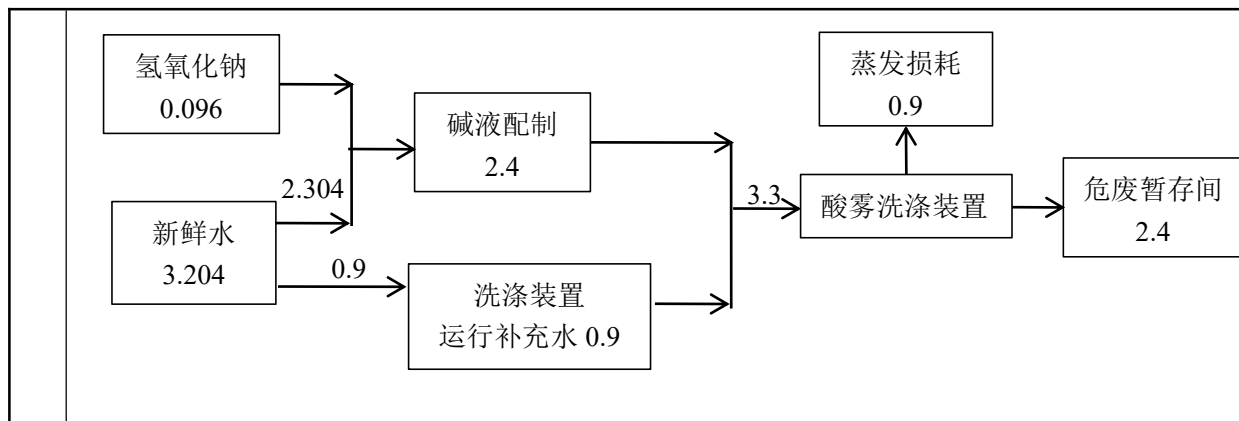 氢氧化钠
0.096
2.304
新鲜水
3.204
0.9
碱液配制
2.4
洗涤装置
运行补充水 0.9
3.3
蒸发损耗
0.9
酸雾洗涤装置
危废暂存间
2.4